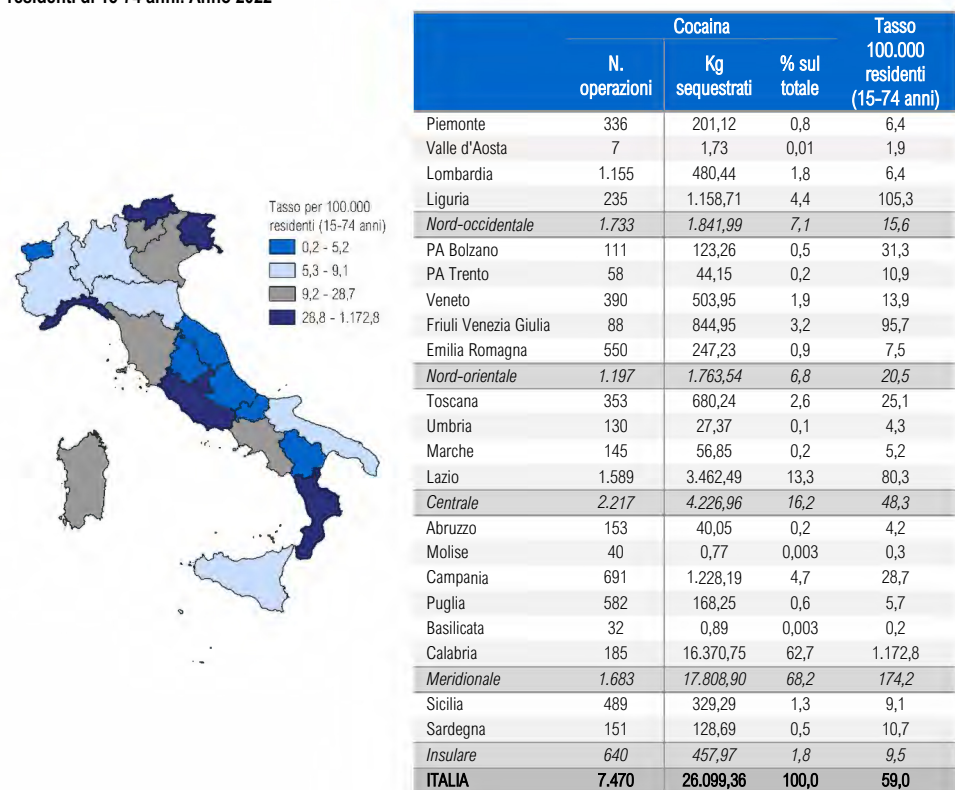 residenti di 15-74 anni. Anno 2022
Tasso per 100.000
residenti (15-74 anni)
0,2 - 5,2
5,3 - 9,1
9,2 - 28,7
28,8 - 1.172,8
Cocaina
Tasso 100.000 residenti (15-74 anni)
N. operazioni
Kg sequestrati
% sul totale
Piemonte 336 201,12 0,8 6,4
Valle d'Aosta 7 1,73 0,01 1,9
Lombardia 1.155 480,44 1,8 6,4
Liguria 235 1.158,71 4,4 105,3
Nord-occidentale 1.733 1.841,99 7,1 15,6
PA Bolzano 111 123,26 0,5 31,3
PA Trento 58 44,15 0,2 10,9
Veneto 390 503,95 1,9 13,9
Friuli Venezia Giulia 88 844,95 3,2 95,7
Emilia Romagna 550 247,23 0,9 7,5
Nord-orientale 1.197 1.763,54 6,8 20,5
Toscana 353 680,24 2,6 25,1
Umbria 130 27,37 0,1 4,3
Marche 145 56,85 0,2 5,2
Lazio 1.589 3.462,49 13,3 80,3
Centrale 2.217 4.226,96 16,2 48,3
Abruzzo 153 40,05 0,2 4,2
Molise 40 0,77 0,003 0,3
Campania 691 1.228,19 4,7 28,7
Puglia 582 168,25 0,6 5,7
Basilicata 32 0,89 0,003 0,2
Calabria 185 16.370,75 62,7 1.172,8
Meridionale 1.683 17.808,90 68,2 174,2
Sicilia 489 329,29 1,3 9,1
Sardegna 151 128,69 0,5 10,7
Insulare 640 457,97 1,8 9,5
ITALIA 7.470 26.099,36 100,0 59,0